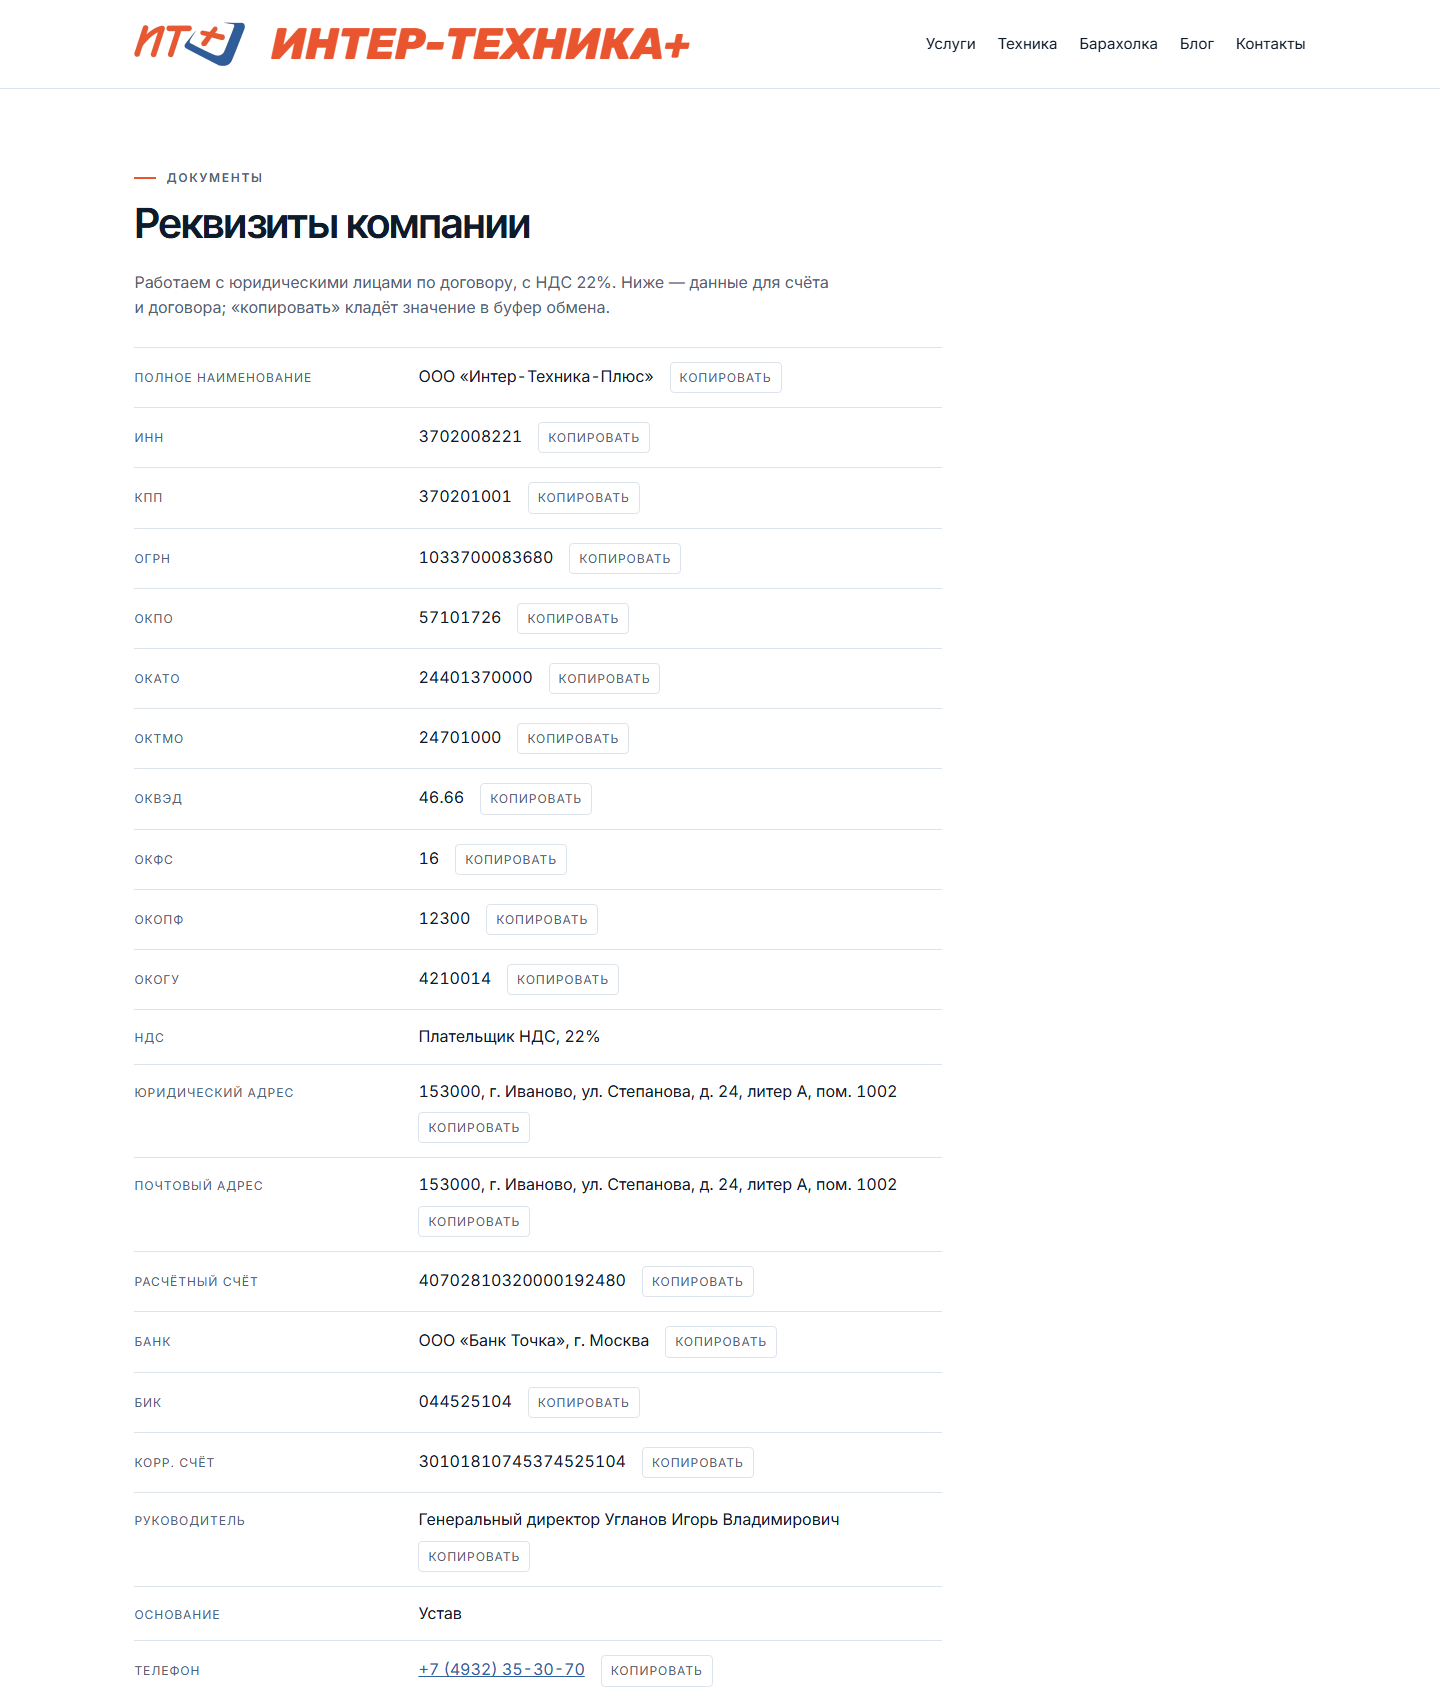 ИТ+ ИНТЕР-ТЕХНИКА+
Услуги Техника Барахолка Блог Контакты
ДОКУМЕНТЫ
Реквизиты компании
Работаем с юридическими лицами по договору, с НДС 22%. Ниже — данные для счёта
и договора; «копировать» кладёт значение в буфер обмена.
ПОЛНОЕ НАИМЕНОВАНИЕ ООО «Интер-Техника-Плюс» КОПИРОВАТЬ
ИНН 3702008221 КОПИРОВАТЬ
КПП 370201001 КОПИРОВАТЬ
ОГРН 1033700083680 КОПИРОВАТЬ
ОКПО 57101726 КОПИРОВАТЬ
ОКАТО 24401370000 КОПИРОВАТЬ
ОКТМО 24701000 КОПИРОВАТЬ
ОКВЭД 46.66 КОПИРОВАТЬ
ОКФС 16 КОПИРОВАТЬ
ОКОПФ 12300 КОПИРОВАТЬ
ОКОГУ 4210014 КОПИРОВАТЬ
НДС Плательщик НДС, 22%
ЮРИДИЧЕСКИЙ АДРЕС 153000, г. Иваново, ул. Степанова, д. 24, литер А, пом. 1002
КОПИРОВАТЬ
ПОЧТОВЫЙ АДРЕС 153000, г. Иваново, ул. Степанова, д. 24, литер А, пом. 1002
КОПИРОВАТЬ
РАСЧЁТНЫЙ СЧЁТ 40702810320000192480 КОПИРОВАТЬ
БАНК ООО «Банк Точка», г. Москва КОПИРОВАТЬ
БИК 044525104 КОПИРОВАТЬ
КОРР. СЧЁТ 30101810745374525104 КОПИРОВАТЬ
РУКОВОДИТЕЛЬ Генеральный директор Угланов Игорь Владимирович
КОПИРОВАТЬ
ОСНОВАНИЕ Устав
ТЕЛЕФОН +7 (4932) 35-30-70 КОПИРОВАТЬ